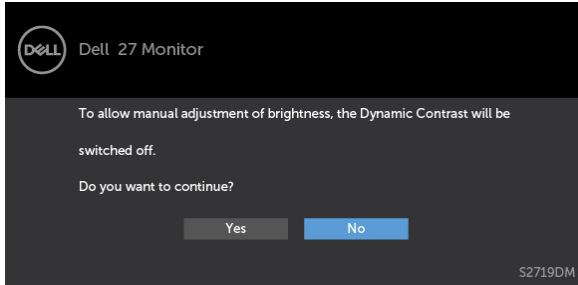 DELL
Dell 27 Monitor
To allow manual adjustment of brightness, the Dynamic Contrast will be
switched off.
Do you want to continue?
Yes No
S2719DM